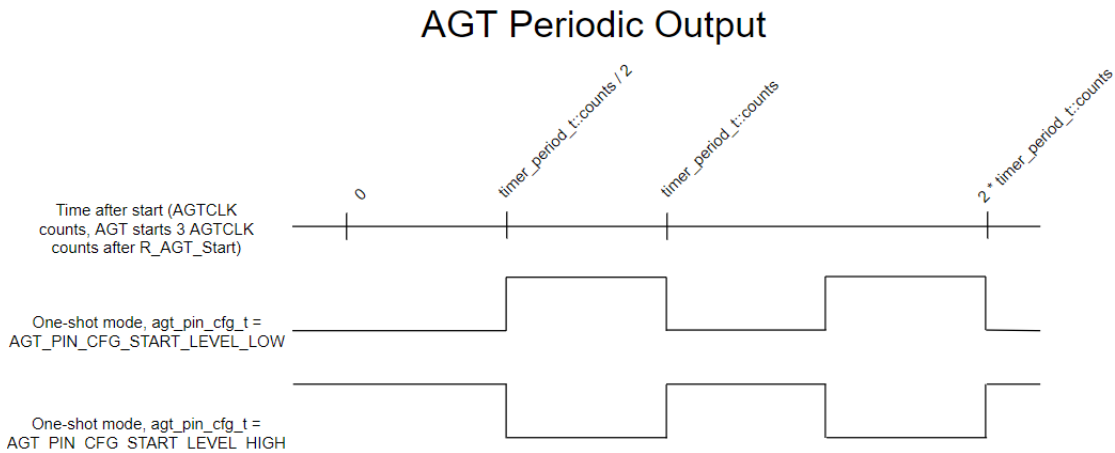 AGT Periodic Output
timer_period_t::counts / 2
timer_period_t::counts
2 * timer_period_t::counts
0
Time after start (AGTCLK
counts, AGT starts 3 AGTCLK
counts after R_AGT_Start)
One-shot mode, agt_pin_cfg_t =
AGT_PIN_CFG_START_LEVEL_LOW
One-shot mode, agt_pin_cfg_t =
AGT_PIN_CFG_START_LEVEL_HIGH